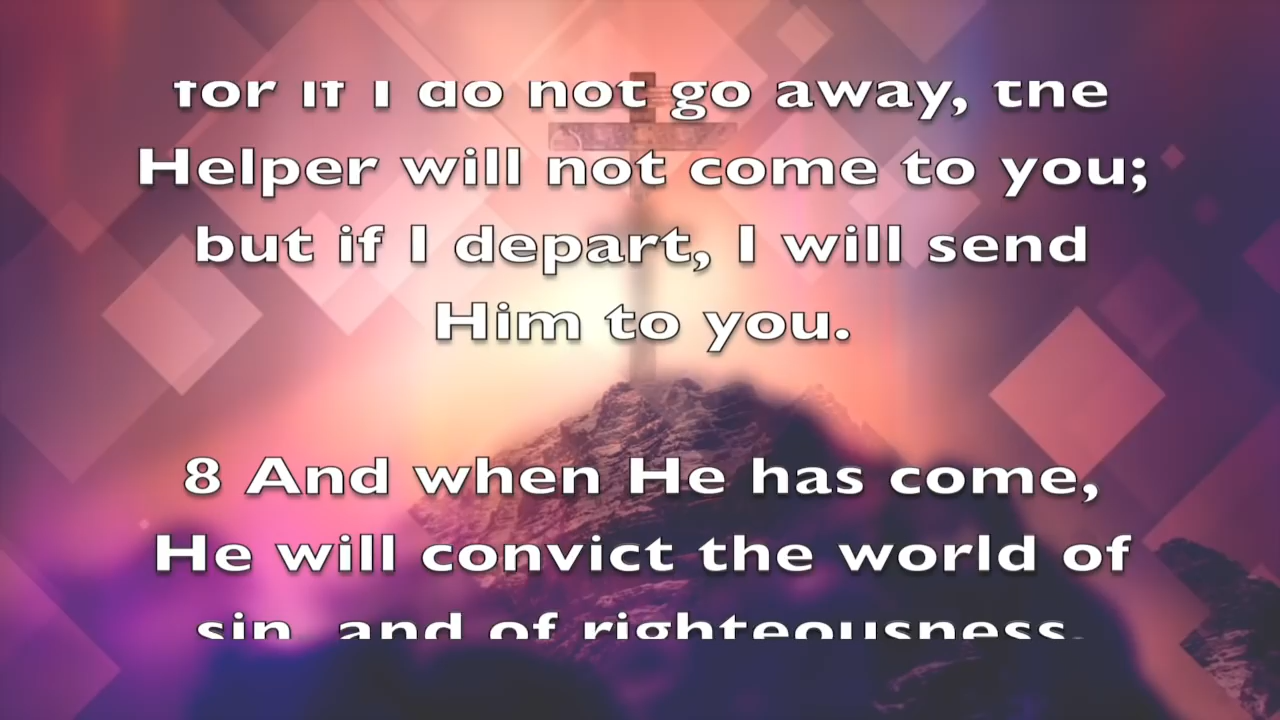 for if I do not go away, the
Helper will not come to you;
but if I depart, I will send
Him to you.
8 And when He has come,
He will convict the world of
sin, and of righteousness,